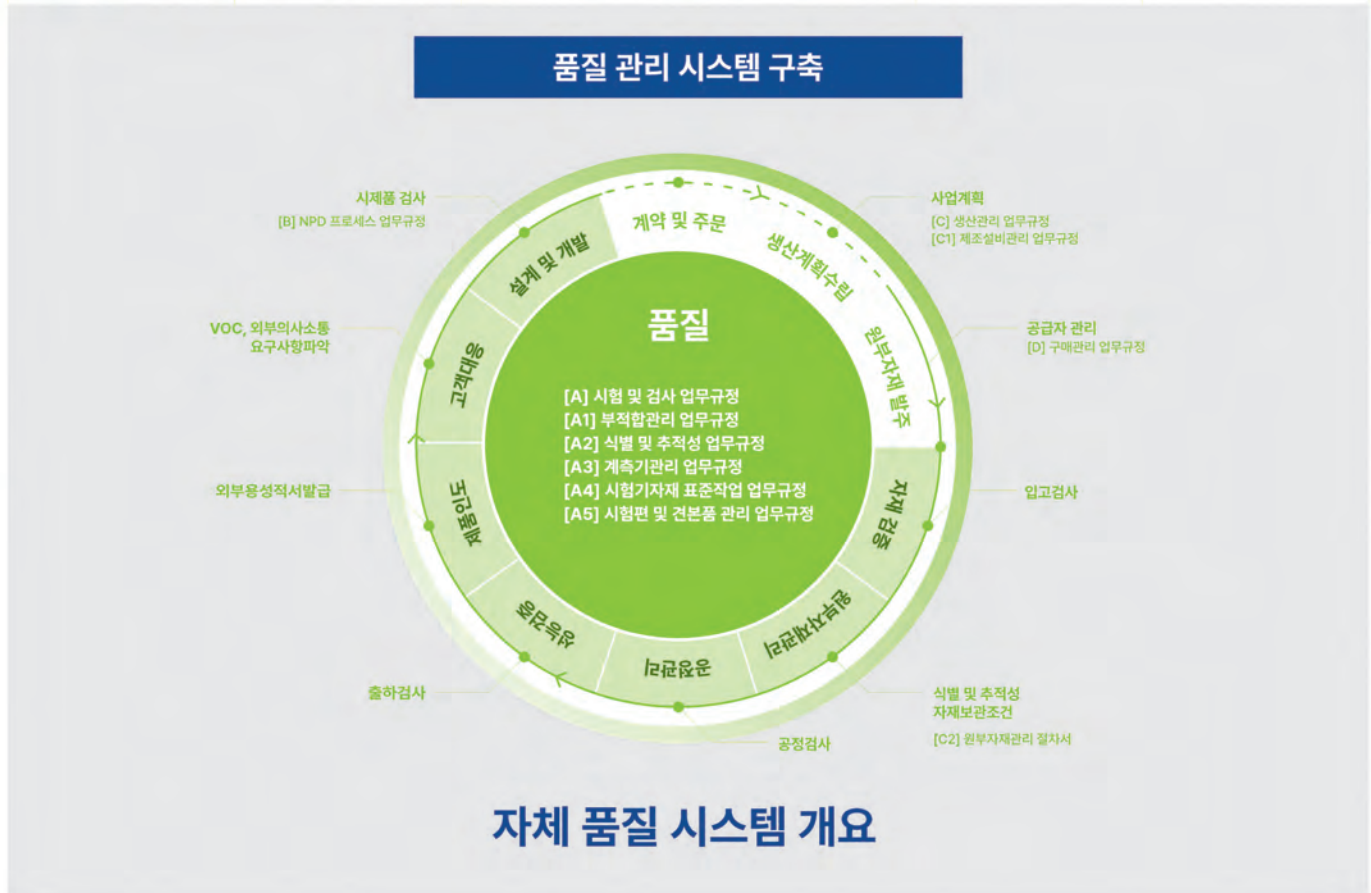 품질 관리 시스템 구축
시제품 검사
[B] NPD 프로세스 업무규정
사업계획
[C] 생산관리 업무규정
[C1] 제조설비관리 업무규정
VOC, 외부의사소통
요구사항파악
공급자 관리
[D] 구매관리 업무규정
외부용성적서발급
입고검사
출하검사
식별 및 추적성
자재보관조건
[C2] 원부자재관리 절차서
공정검사
계약 및 주문
생산계획수립
원부자재 발주
자재 검증
원부자재관리
공정관리
성능검증
제품인도
고객대응
설계 및 개발
품질
[A] 시험 및 검사 업무규정
[A1] 부적합관리 업무규정
[A2] 식별 및 추적성 업무규정
[A3] 계측기관리 업무규정
[A4] 시험기자재 표준작업 업무규정
[A5] 시험편 및 견본품 관리 업무규정
자체 품질 시스템 개요